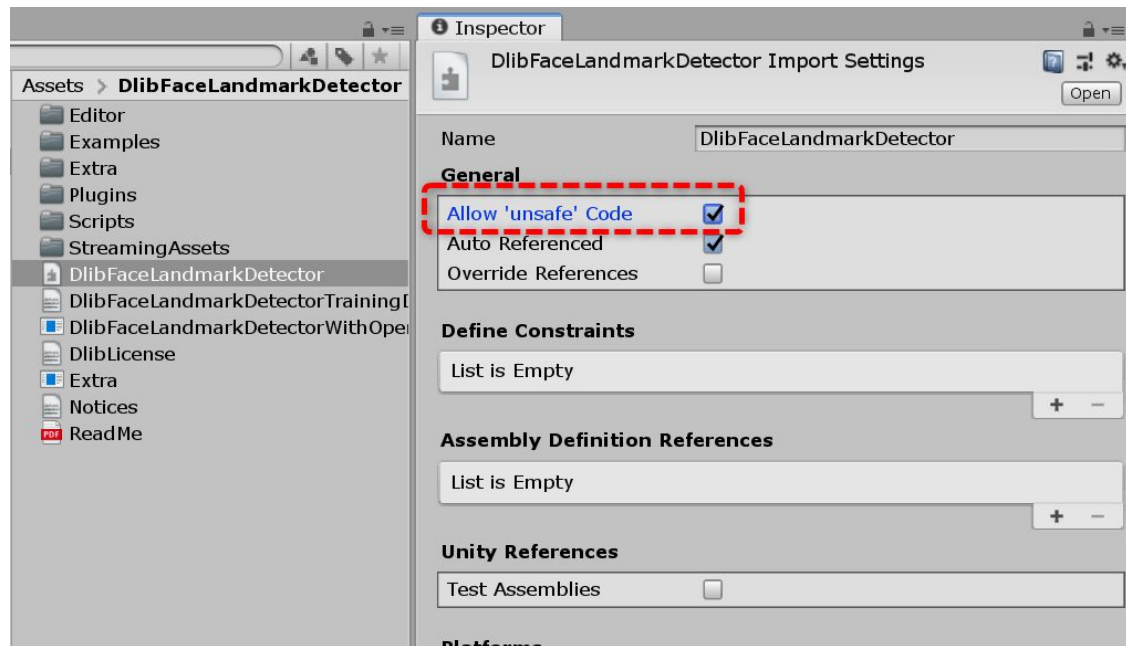 Assets > DlibFaceLandmarkDetector
Editor
Examples
Extra
Plugins
Scripts
StreamingAssets
DlibFaceLandmarkDetector
DlibFaceLandmarkDetectorTraining
DlibFaceLandmarkDetectorWithOpe
DlibLicense
Extra
Notices
PDF ReadMe
Inspector
DlibFaceLandmarkDetector Import Settings
Open
Name DlibFaceLandmarkDetector
General
Allow 'unsafe' Code
Auto Referenced
Override References
Define Constraints
List is Empty
+ −
Assembly Definition References
List is Empty
+ −
Unity References
Test Assemblies
Platforms